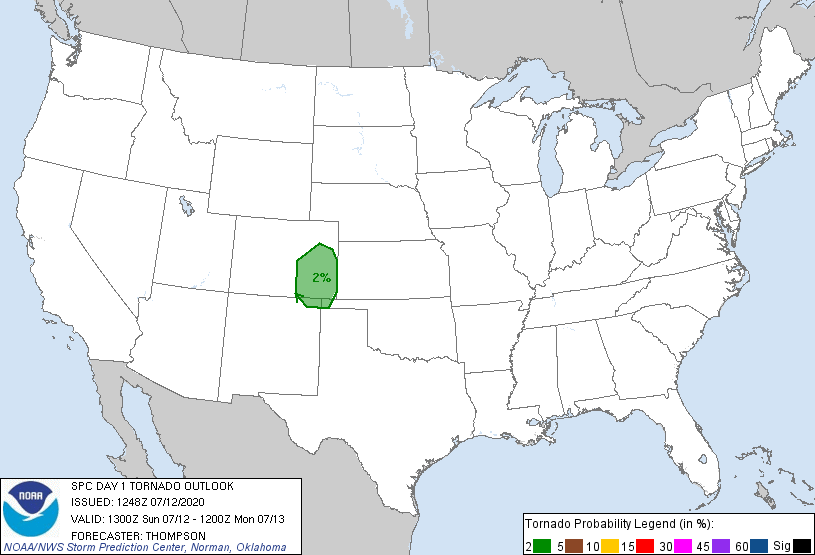 2%
NOAA
SPC DAY 1 TORNADO OUTLOOK
ISSUED: 1248Z 07/12/2020
VALID: 1300Z Sun 07/12 - 1200Z Mon 07/13
FORECASTER: THOMPSON
NOAA/NWS Storm Prediction Center, Norman, Oklahoma
Tornado Probability Legend (in %):
2 5 10 15 30 45 60 Sig